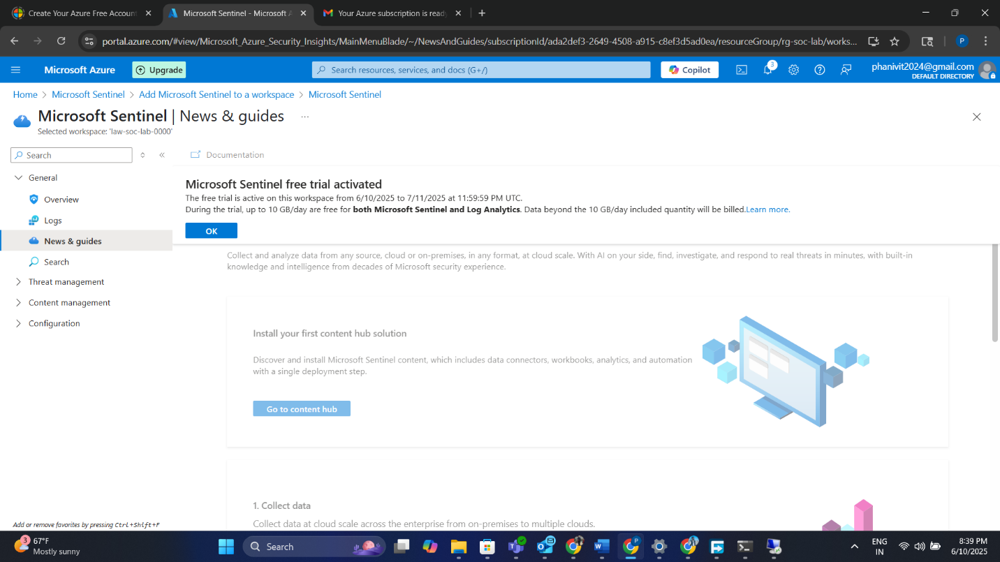 Create Your Azure Free Account
Microsoft Sentinel - Microsoft A
Your Azure subscription is ready
portal.azure.com/#view/Microsoft_Azure_Security_Insights/MainMenuBlade/~/NewsAndGuides/subscriptionId/ada2def3-2649-4508-a915-c8ef3d5ad0ea/resourceGroup/rg-soc-lab/works...
P
Microsoft Azure
Upgrade
Search resources, services, and docs (G+/)
Copilot
3
phanivit2024@gmail.com
DEFAULT DIRECTORY
Home > Microsoft Sentinel > Add Microsoft Sentinel to a workspace > Microsoft Sentinel
Microsoft Sentinel | News & guides ...
Selected workspace: 'law-soc-lab-0000'
Search
Documentation
General
Overview
Logs
News & guides
Search
Threat management
Content management
Configuration
Microsoft Sentinel free trial activated
The free trial is active on this workspace from 6/10/2025 to 7/11/2025 at 11:59:59 PM UTC.
During the trial, up to 10 GB/day are free for both Microsoft Sentinel and Log Analytics. Data beyond the 10 GB/day included quantity will be billed.Learn more.
OK
Collect and analyze data from any source, cloud or on-premises, in any format, at cloud scale. With AI on your side, find, investigate, and respond to real threats in minutes, with built-in
knowledge and intelligence from decades of Microsoft security experience.
Install your first content hub solution
Discover and install Microsoft Sentinel content, which includes data connectors, workbooks, analytics, and automation
with a single deployment step.
Go to content hub
1. Collect data
Collect data at cloud scale across the enterprise from on-premises to multiple clouds.
Add or remove favorites by pressing Ctrl+Shift+F
3
67°F
Mostly sunny
Search
ENG
IN
8:39 PM
6/10/2025